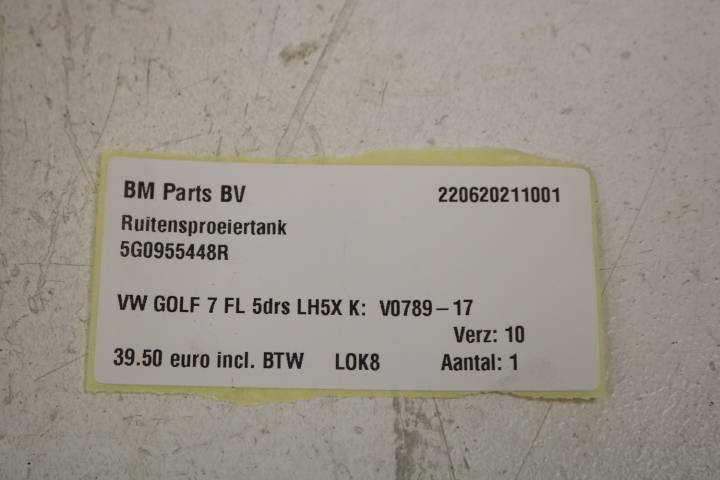 BM Parts BV 220620211001
Ruitensproeiertank
5G0955448R
VW GOLF 7 FL 5drs LH5X K: V0789-17
Verz: 10
39.50 euro incl. BTW LOK8 Aantal: 1